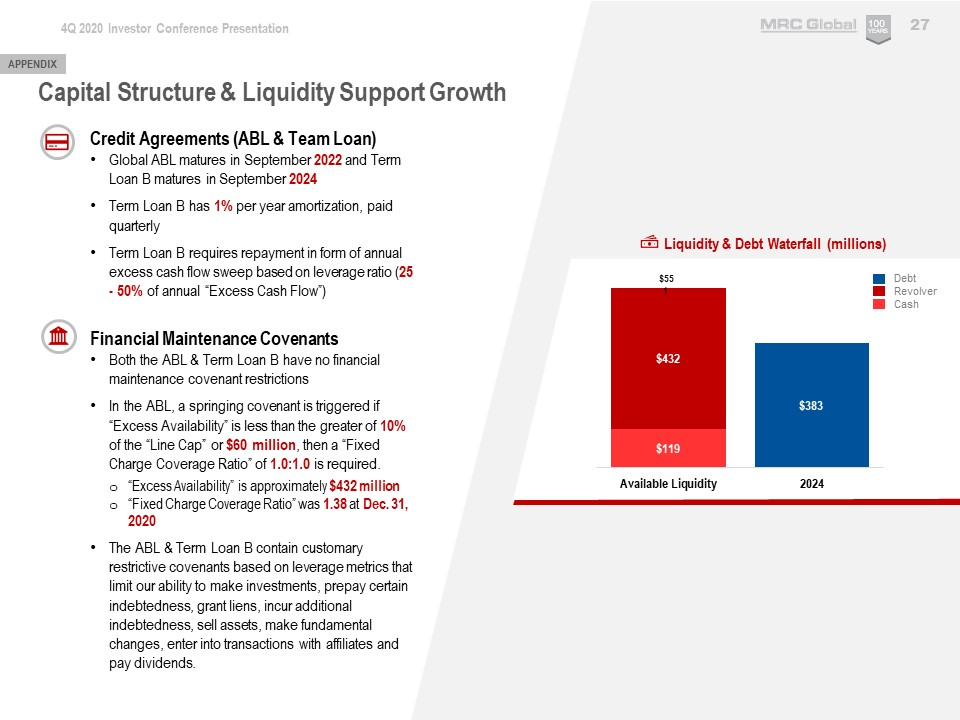 4Q 2020 Investor Conference Presentation
MRC Global
100
YEARS
27
APPENDIX
Capital Structure & Liquidity Support Growth
Credit Agreements (ABL & Team Loan)
• Global ABL matures in September 2022 and Term
Loan B matures in September 2024
• Term Loan B has 1% per year amortization, paid
quarterly
• Term Loan B requires repayment in form of annual
excess cash flow sweep based on leverage ratio (25
- 50% of annual “Excess Cash Flow”)
Financial Maintenance Covenants
• Both the ABL & Term Loan B have no financial
maintenance covenant restrictions
• In the ABL, a springing covenant is triggered if
“Excess Availability” is less than the greater of 10%
of the “Line Cap” or $60 million, then a “Fixed
Charge Coverage Ratio” of 1.0:1.0 is required.
o “Excess Availability” is approximately $432 million
o “Fixed Charge Coverage Ratio” was 1.38 at Dec. 31,
2020
• The ABL & Term Loan B contain customary
restrictive covenants based on leverage metrics that
limit our ability to make investments, prepay certain
indebtedness, grant liens, incur additional
indebtedness, sell assets, make fundamental
changes, enter into transactions with affiliates and
pay dividends.
Liquidity & Debt Waterfall (millions)
$55
1
Debt
Revolver
Cash
$432
$383
$119
Available Liquidity
2024